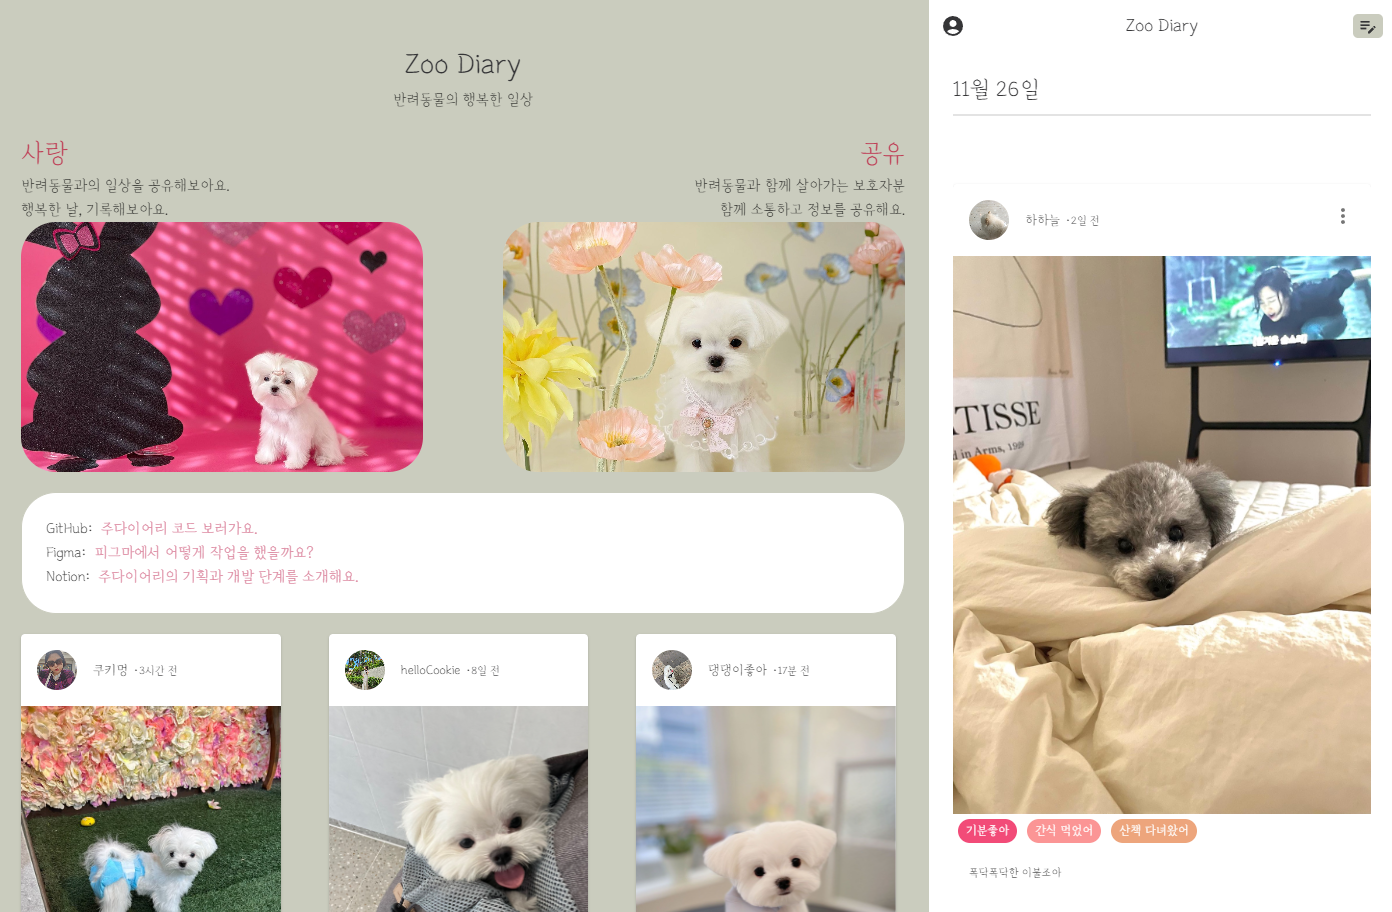 Zoo Diary
반려동물의 행복한 일상
사랑
반려동물과의 일상을 공유해보아요.
행복한 날, 기록해보아요.
공유
반려동물과 함께 살아가는 보호자분
함께 소통하고 정보를 공유해요.
GitHub: 주다이어리 코드 보러가요.
Figma: 피그마에서 어떻게 작업을 했을까요?
Notion: 주다이어리의 기획과 개발 단계를 소개해요.
쿠키멍 ·3시간 전
helloCookie ·8일 전
댕댕이좋아 ·17분 전
Zoo Diary
11월 26일
하하늘 ·2일 전
ATISSE
d in Arms, 19
기분좋아 간식 먹었어 산책 다녀왔어
폭닥폭닥한 이불조아